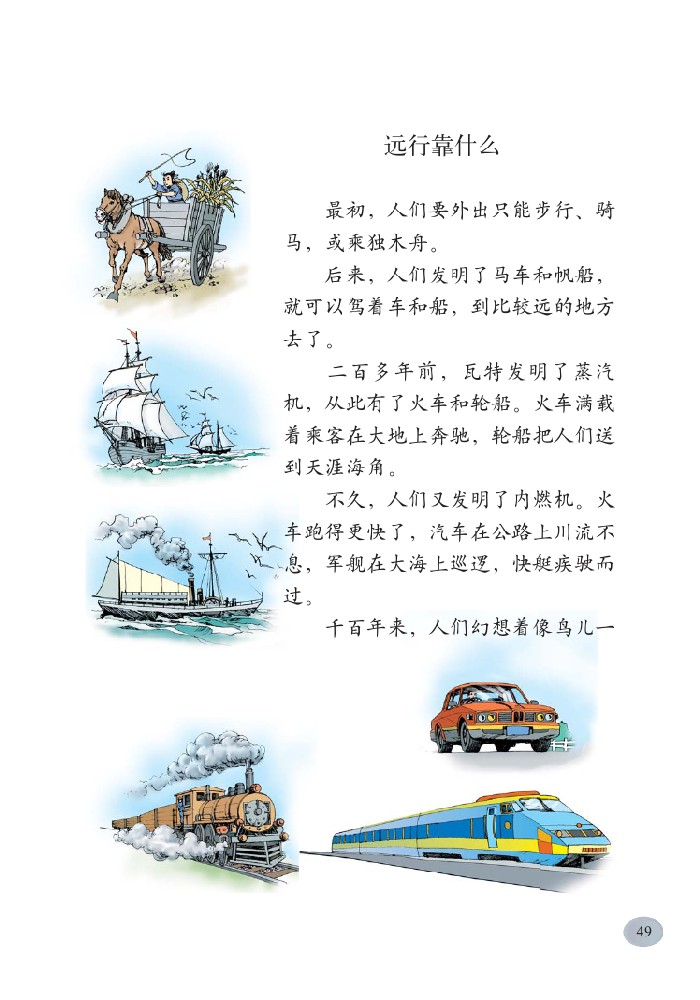 远行靠什么
最初，人们要外出只能步行、骑
马，或乘独木舟。
后来，人们发明了马车和帆船，
就可以驾着车和船，到比较远的地方
去了。
二百多年前，瓦特发明了蒸汽
机，从此有了火车和轮船。火车满载
着乘客在大地上奔驰，轮船把人们送
到天涯海角。
不久，人们又发明了内燃机。火
车跑得更快了，汽车在公路上川流不
息，军舰在大海上巡逻，快艇疾驶而
过。
千百年来，人们幻想着像鸟儿一
49